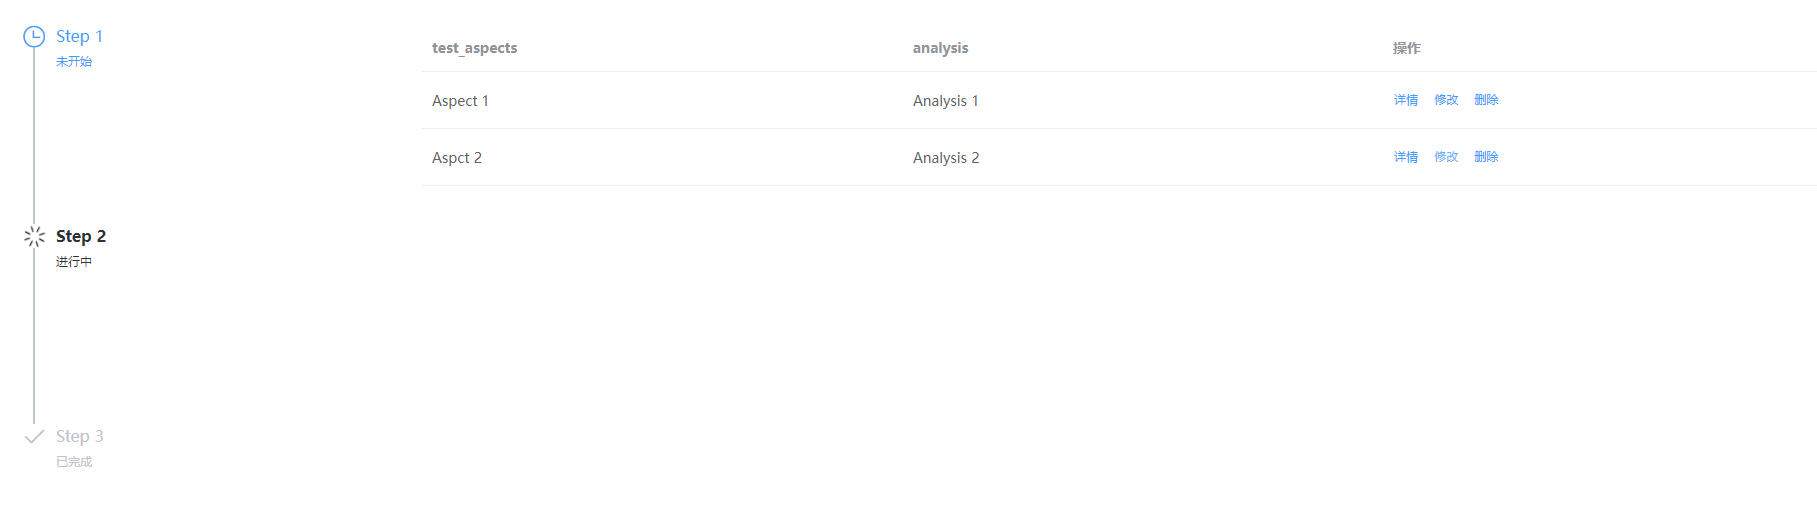 Step 1
未开始
Step 2
进行中
Step 3
已完成
test_aspects analysis 操作
Aspect 1 Analysis 1 详情 修改 删除
Aspct 2 Analysis 2 详情 修改 删除